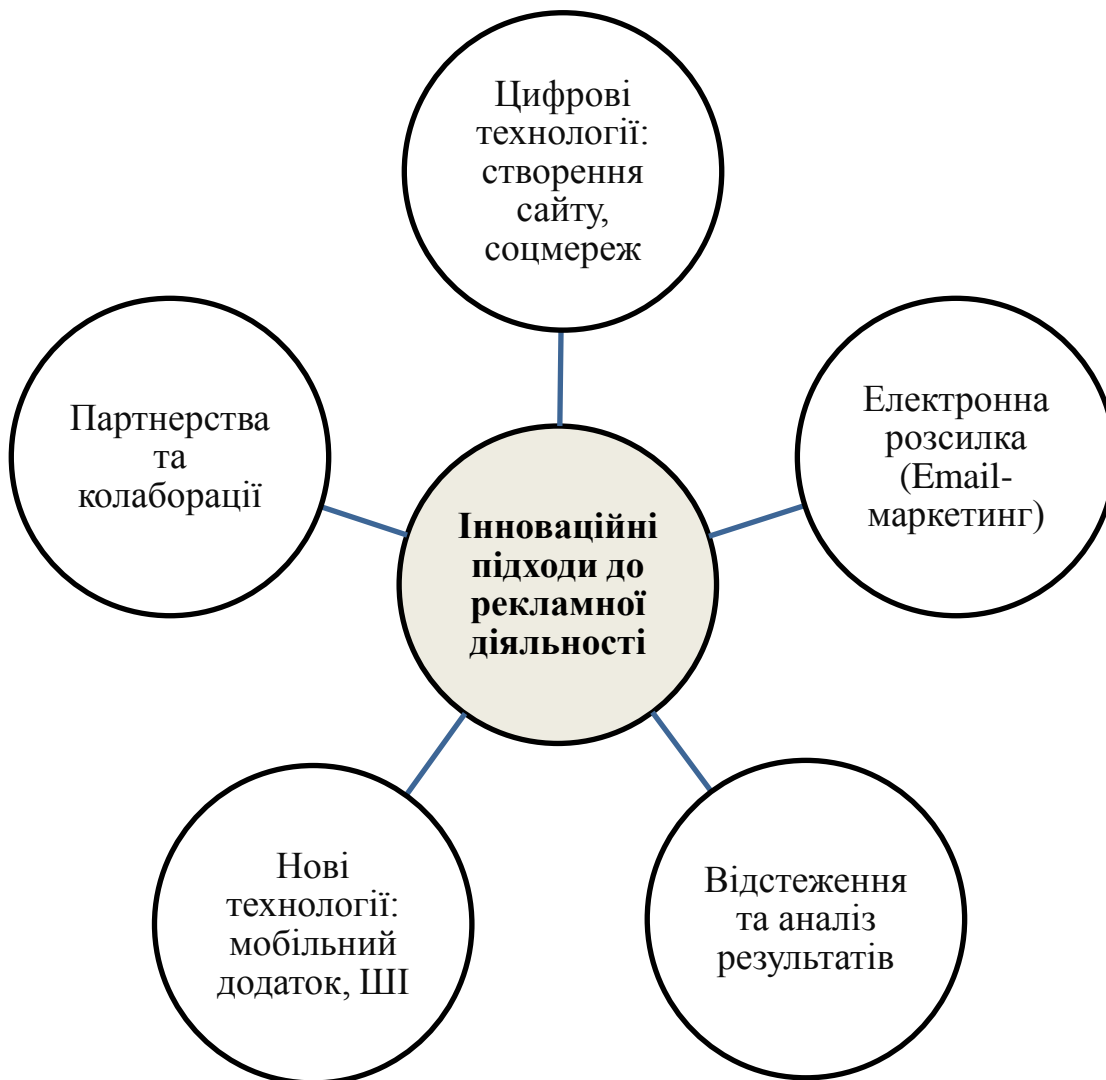 Цифрові
технології:
створення
сайту,
соцмереж
Партнерства
та
колаборації
Електронна
розсилка
(Email-
маркетинг)
Інноваційні
підходи до
рекламної
діяльності
Нові
технології:
мобільний
додаток, ШІ
Відстеження
та аналіз
результатів